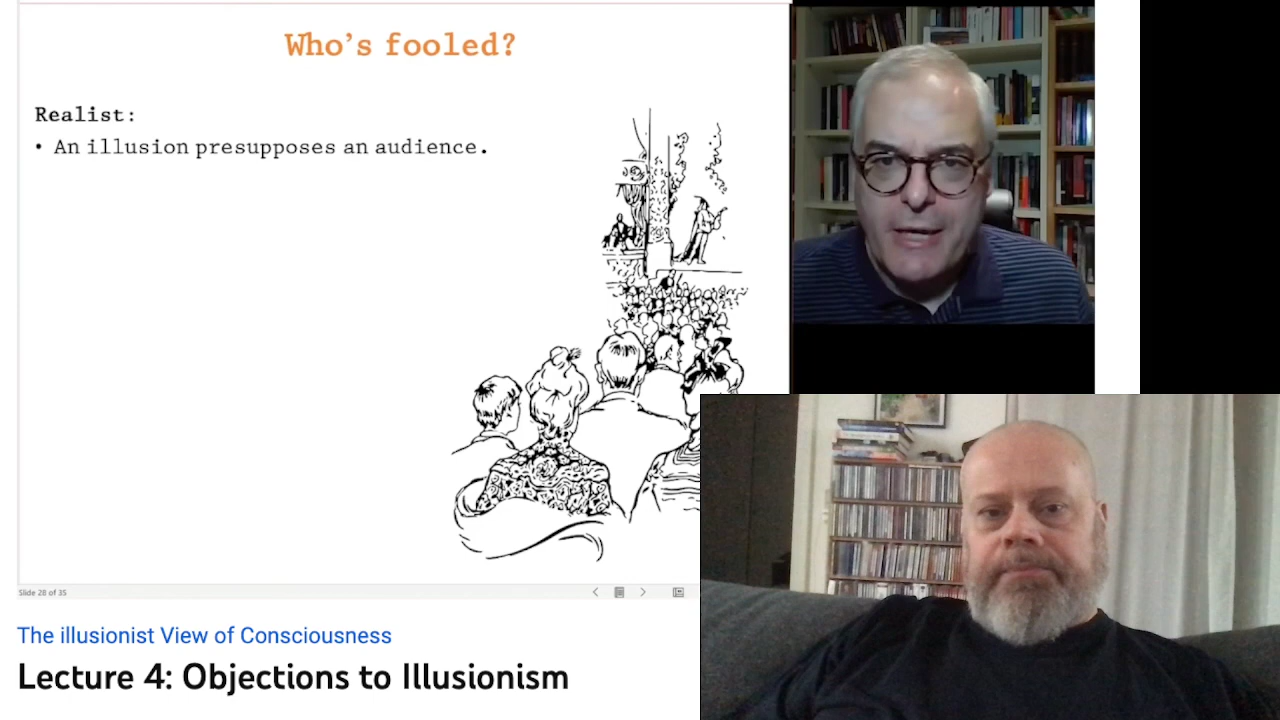 Who's fooled?
Realist:
• An illusion presupposes an audience.
Slide 28 of 35
The illusionist View of Consciousness
Lecture 4: Objections to Illusionism